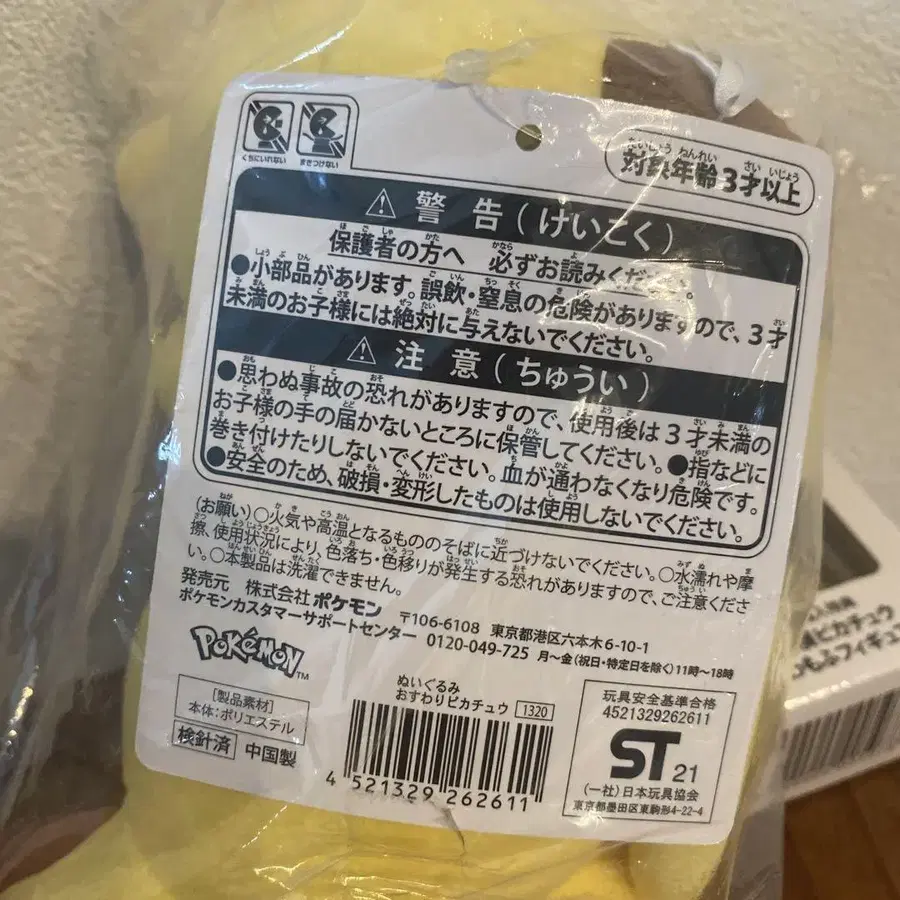 くちにいれない
まきつけない
対象年齢3才以上
警告(けいこく)
保護者の方へ 必ずお読みください。
●小部品があります。誤飲・窒息の危険がありますので、3才
未満のお子様には絶対に与えないでください。
注意(ちゅうい)
●思わぬ事故の恐れがありますので、使用後は3才未満の
お子様の手の届かないところに保管してください。●指などに
巻き付けたりしないでください。血が通わなくなり危険です。
●安全のため、破損・変形したものは使用しないでください。
(お願い)○火気や高温となるもののそばに近づけないでください。○水濡れや摩
擦、使用状況により、色落ち・色移りが発生する恐れがありますので、ご注意くださ
い。○本製品は洗濯できません。
発売元 株式会社ポケモン 〒106-6108 東京都港区六本木6-10-1
ポケモンカスタマーサポートセンター 0120-049-725 月~金(祝日・特定日を除く)11時~18時
POKéMON TM
[製品素材]
本体:ポリエステル
検針済 中国製
ぬいぐるみ
おすわりピカチュウ 1320
4 521329 262611
玩具安全基準合格
4521329262611
ST 21
(一社)日本玩具協会
東京都墨田区東駒形4-22-4
ピカチュウ
もふフィギュ